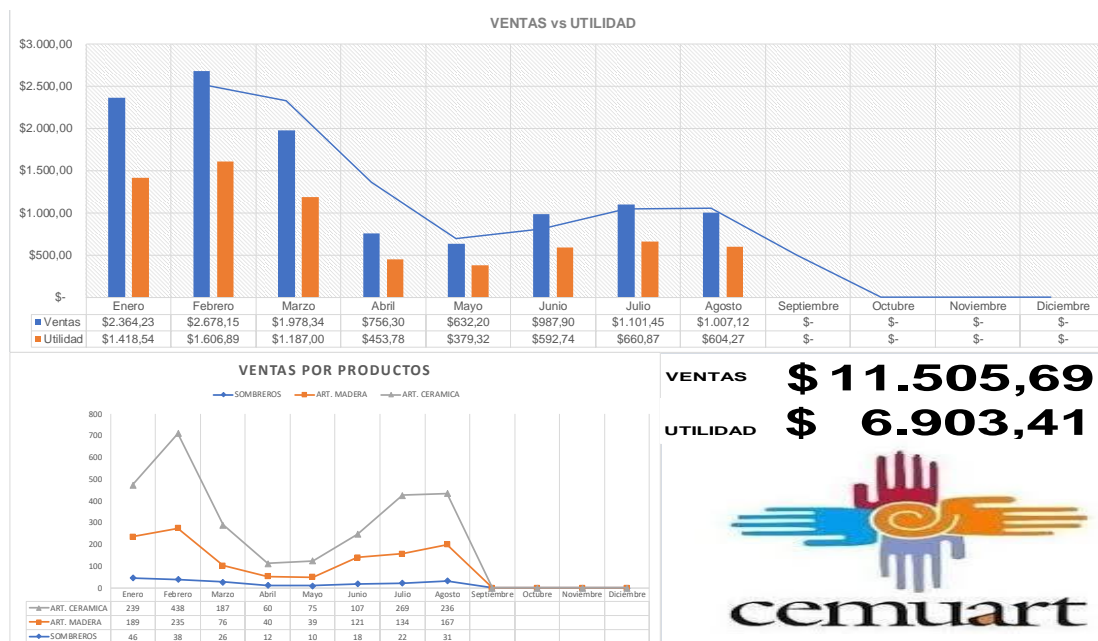 VENTAS vs UTILIDAD
$3.000,00
$2.500,00
$2.000,00
$1.500,00
$1.000,00
$500,00
$-
Enero Febrero Marzo Abril Mayo Junio Julio Agosto Septiembre Octubre Noviembre Diciembre
Ventas $2.364,23 $2.678,15 $1.978,34 $756,30 $632,20 $987,90 $1.101,45 $1.007,12 $- $- $- $-
Utilidad $1.418,54 $1.606,89 $1.187,00 $453,78 $379,32 $592,74 $660,87 $604,27 $- $- $- $-
VENTAS POR PRODUCTOS
SOMBREROS ART. MADERA ART. CERAMICA
800
700
600
500
400
300
200
100
0
Enero Febrero Marzo Abril Mayo Junio Julio Agosto Septiembre Octubre Noviembre Diciembre
ART. CERAMICA 239 438 187 60 75 107 269 236
ART. MADERA 189 235 76 40 39 121 134 167
SOMBREROS 46 38 26 12 10 18 22 31
VENTAS $ 11.505,69
UTILIDAD $ 6.903,41
cemuart